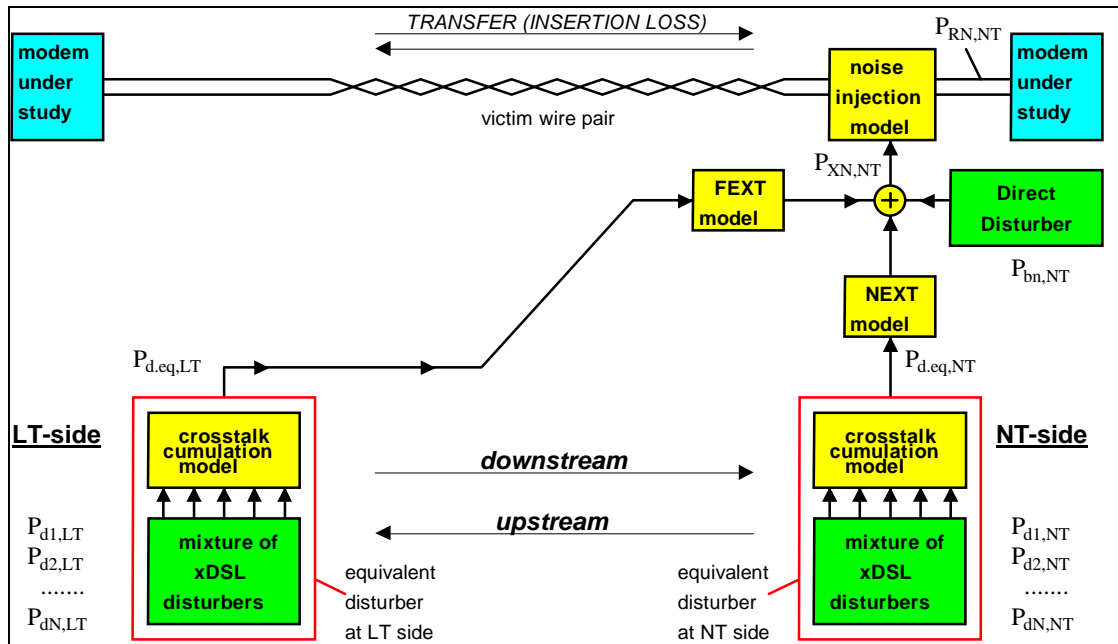 TRANSFER (INSERTION LOSS)
P_RN,NT
modem
under
study
victim wire pair
noise
injection
model
modem
under
study
P_XN,NT
FEXT
model
+
Direct
Disturber
P_bn,NT
NEXT
model
P_d.eq,LT
P_d.eq,NT
LT-side
crosstalk
cumulation
model
downstream
crosstalk
cumulation
model
NT-side
upstream
P_d1,LT
P_d2,LT
.......
P_dN,LT
mixture of
xDSL
disturbers
equivalent
disturber
at LT side
equivalent
disturber
at NT side
mixture of
xDSL
disturbers
P_d1,NT
P_d2,NT
.......
P_dN,NT